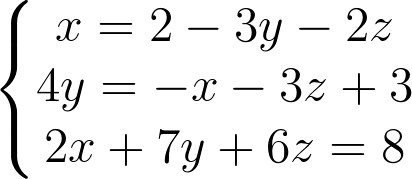 x = 2 − 3y − 2z
4y = −x − 3z + 3
2x + 7y + 6z = 8